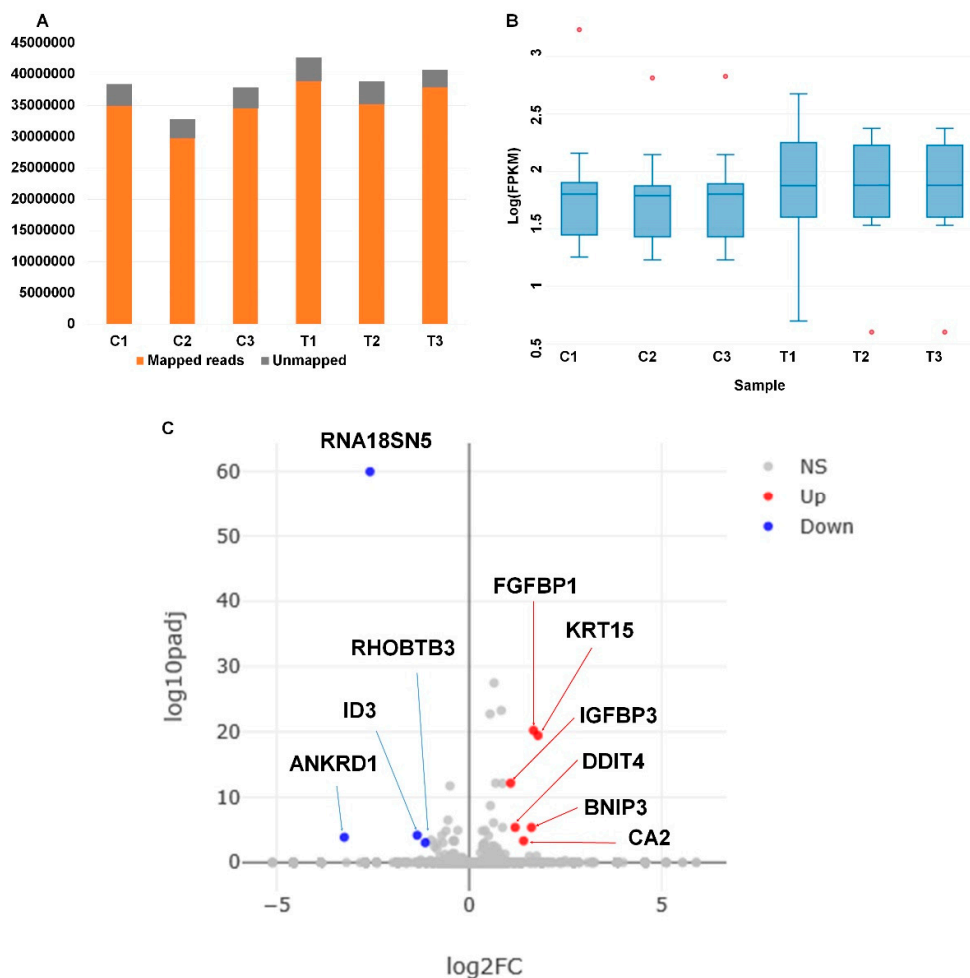 A
45000000
40000000
35000000
30000000
25000000
20000000
15000000
10000000
5000000
0
C1 C2 C3 T1 T2 T3
Mapped reads Unmapped
B
Log(FPKM)
3
2.5
2
1.5
1
0.5
C1 C2 C3 T1 T2 T3
Sample
C
RNA18SN5
NS
Up
Down
log10padj
60
50
40
30
20
10
0
FGFBP1
KRT15
RHOBTB3
IGFBP3
ID3
DDIT4
ANKRD1
BNIP3
CA2
−5 0 5
log2FC